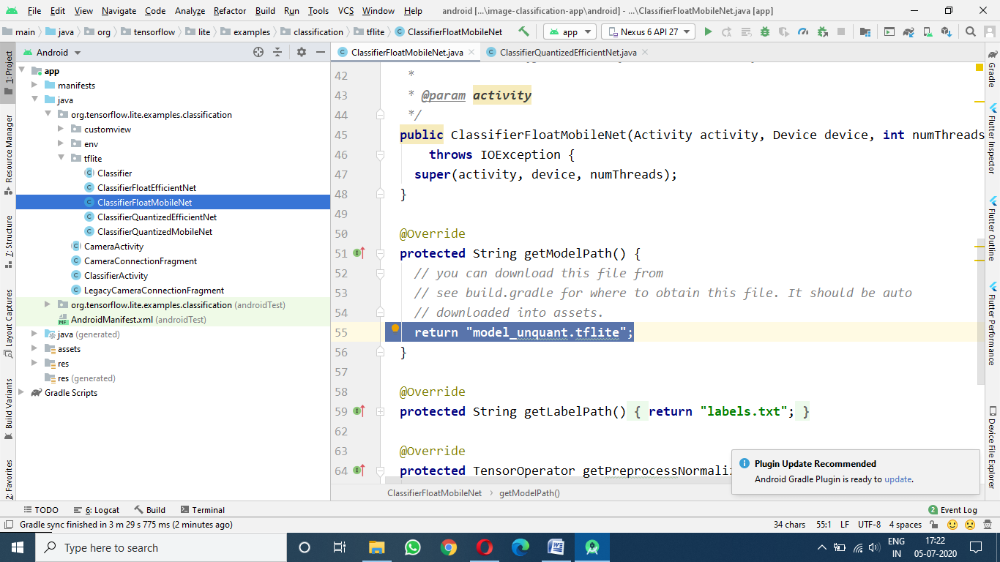 File Edit View Navigate Code Analyze Refactor Build Run Tools VCS Window Help android [...\image-classification-app\android] - ...\ClassifierFloatMobileNet.java [app]
main java org tensorflow lite examples classification tflite ClassifierFloatMobileNet app Nexus 6 API 27
Android
ClassifierFloatMobileNet.java
ClassifierQuantizedEfficientNet.java
1: Project
Resource Manager
Z: Structure
Layout Captures
Build Variants
2: Favorites
app
manifests
java
org.tensorflow.lite.examples.classification
customview
env
tflite
Classifier
ClassifierFloatEfficientNet
ClassifierFloatMobileNet
ClassifierQuantizedEfficientNet
ClassifierQuantizedMobileNet
CameraActivity
CameraConnectionFragment
ClassifierActivity
LegacyCameraConnectionFragment
org.tensorflow.lite.examples.classification (androidTest)
AndroidManifest.xml (androidTest)
java (generated)
assets
res
res (generated)
Gradle Scripts
42 *
43 * @param activity
44 */
45 public ClassifierFloatMobileNet(Activity activity, Device device, int numThreads
46 throws IOException {
47 super(activity, device, numThreads);
48 }
49
50 @Override
51 protected String getModelPath() {
52 // you can download this file from
53 // see build.gradle for where to obtain this file. It should be auto
54 // downloaded into assets.
55 return "model_unquant.tflite";
56 }
57
58 @Override
59 protected String getLabelPath() { return "labels.txt"; }
62
63 @Override
64 protected TensorOperator getPreprocessNormaliz
ClassifierFloatMobileNet › getModelPath()
Plugin Update Recommended
Android Gradle Plugin is ready to update.
Gradle
Flutter Inspector
Flutter Outline
Flutter Performance
Device File Explorer
TODO 6: Logcat Build Terminal 2 Event Log
Gradle sync finished in 3 m 29 s 775 ms (2 minutes ago) 34 chars 55:1 LF UTF-8 4 spaces
Type here to search
ENG
IN
17:22
05-07-2020